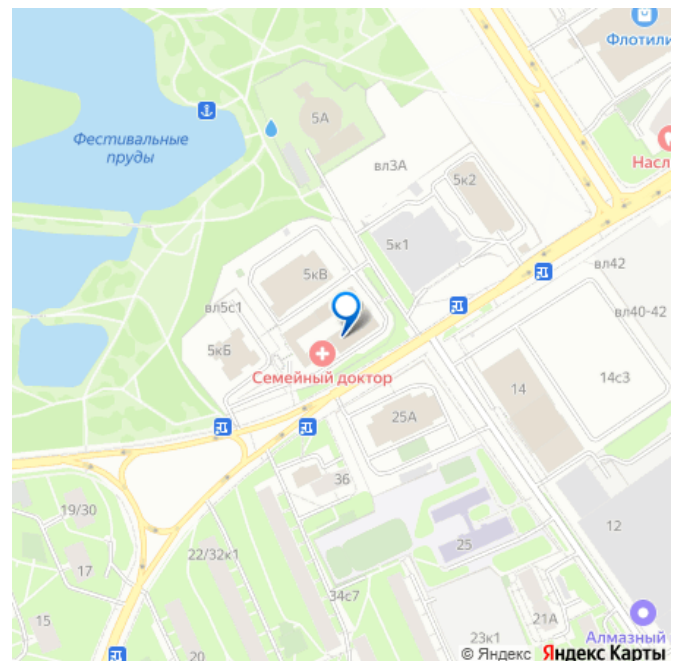 Флотили
5А
Фестивальные
пруды
Насл
вл3А
5к2
5к1
5кВ
вл42
вл5с1
вл40-42
5кБ
Семейный доктор
14с3
14
25А
36
19/30
12
22/32к1
25
17
34с7
15
21А
23к1
20
Алмазный
© Яндекс Яндекс Карты